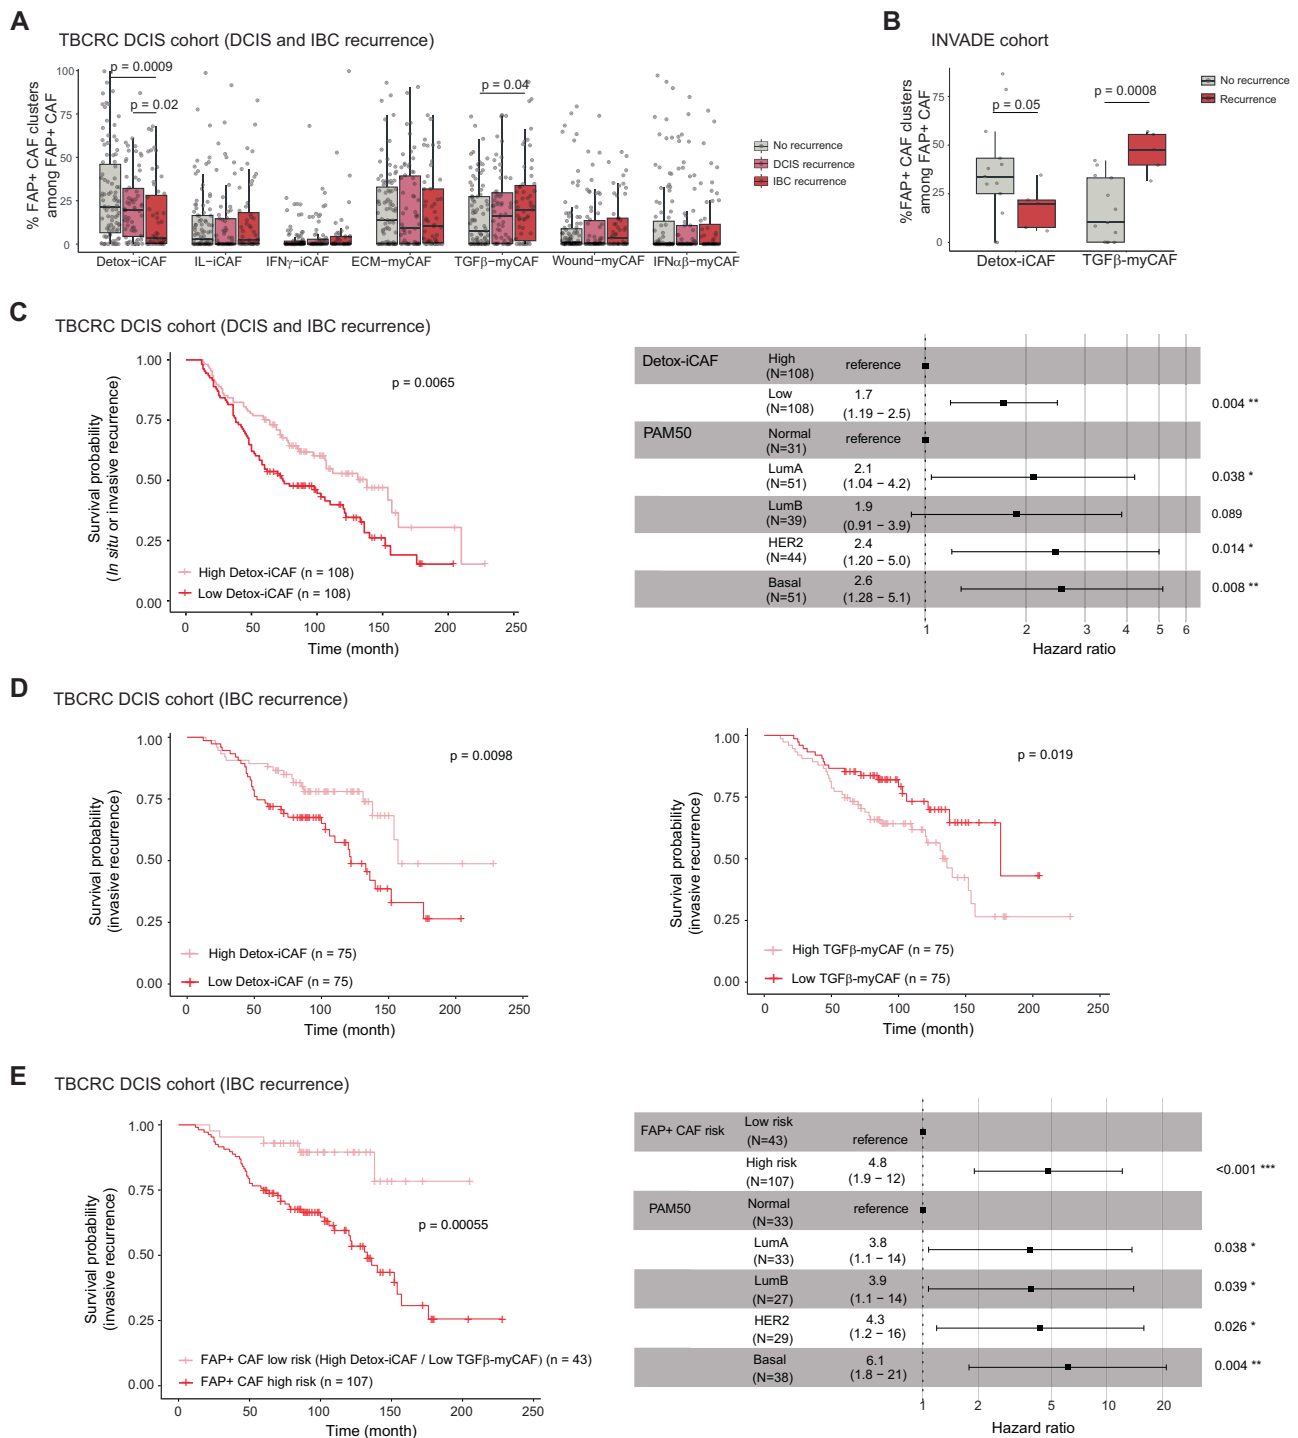 A
TBCRC DCIS cohort (DCIS and IBC recurrence)
% FAP+ CAF clusters
among FAP+ CAF
100
75
50
25
0
p = 0.0009
p = 0.02
p = 0.04
Detox−iCAF
IL−iCAF
IFNγ−iCAF
ECM−myCAF
TGFβ−myCAF
Wound−myCAF
IFNαβ−myCAF
No recurrence
DCIS recurrence
IBC recurrence
B
INVADE cohort
%FAP+ CAF clusters
among FAP+ CAF
75
50
25
0
p = 0.05
p = 0.0008
Detox-iCAF
TGFβ-myCAF
No recurrence
Recurrence
C
TBCRC DCIS cohort (DCIS and IBC recurrence)
Survival probability
(In situ or invasive recurrence)
1.00
0.75
0.50
0.25
0.00
p = 0.0065
High Detox-iCAF (n = 108)
Low Detox-iCAF (n = 108)
0 50 100 150 200 250
Time (month)
Detox-iCAF
High
(N=108)
reference
Low
(N=108)
1.7
(1.19 − 2.5)
0.004 **
PAM50
Normal
(N=31)
reference
LumA
(N=51)
2.1
(1.04 − 4.2)
0.038 *
LumB
(N=39)
1.9
(0.91 − 3.9)
0.089
HER2
(N=44)
2.4
(1.20 − 5.0)
0.014 *
Basal
(N=51)
2.6
(1.28 − 5.1)
0.008 **
1 2 3 4 5 6
Hazard ratio
D
TBCRC DCIS cohort (IBC recurrence)
Survival probability
(invasive recurrence)
1.00
0.75
0.50
0.25
0.00
p = 0.0098
High Detox-iCAF (n = 75)
Low Detox-iCAF (n = 75)
0 50 100 150 200 250
Time (month)
Survival probability
(invasive recurrence)
1.00
0.75
0.50
0.25
0.00
p = 0.019
High TGFβ-myCAF (n = 75)
Low TGFβ-myCAF (n = 75)
0 50 100 150 200 250
Time (month)
E
TBCRC DCIS cohort (IBC recurrence)
Survival probability
(invasive recurrence)
1.00
0.75
0.50
0.25
0.00
p = 0.00055
FAP+ CAF low risk (High Detox-iCAF / Low TGFβ-myCAF) (n = 43)
FAP+ CAF high risk (n = 107)
0 50 100 150 200
Time (month)
FAP+ CAF risk
Low risk
(N=43)
reference
High risk
(N=107)
4.8
(1.9 − 12)
<0.001 ***
PAM50
Normal
(N=33)
reference
LumA
(N=33)
3.8
(1.1 − 14)
0.038 *
LumB
(N=27)
3.9
(1.1 − 14)
0.039 *
HER2
(N=29)
4.3
(1.2 − 16)
0.026 *
Basal
(N=38)
6.1
(1.8 − 21)
0.004 **
1 2 5 10 20
Hazard ratio